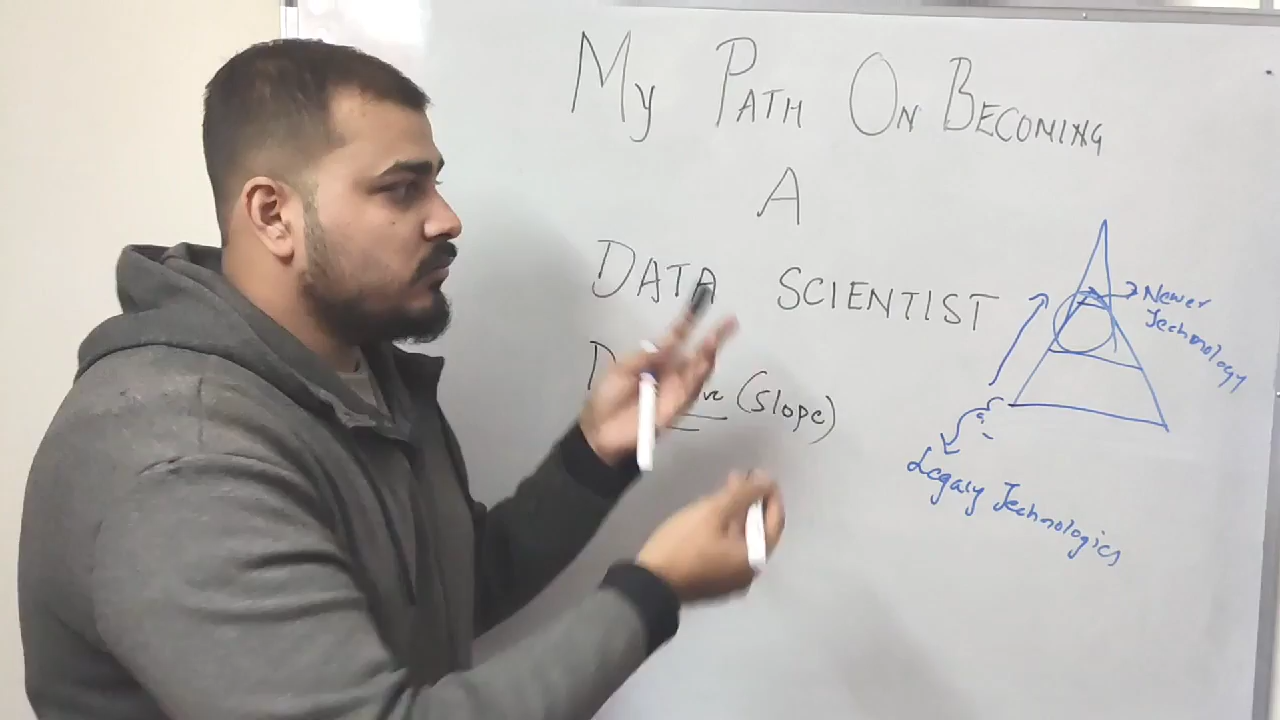 My PATH ON BECOMING
A
DATA SCIENTIST
(Slope)
Newer
Technology
Legacy Technologies